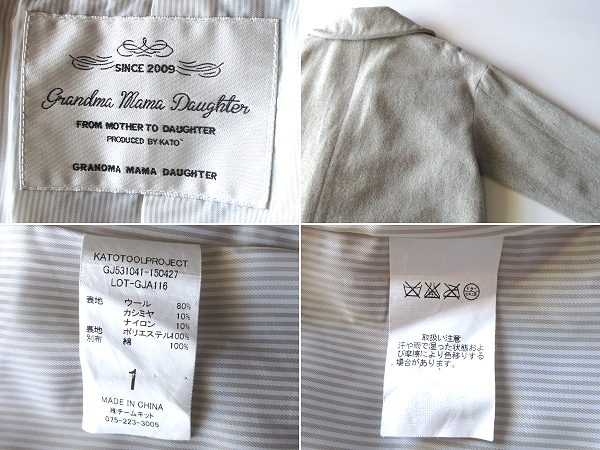 SINCE 2009
Grandma Mama Daughter
FROM MOTHER TO DAUGHTER
PRODUCED BY KATO`
GRANDMA MAMA DAUGHTER
KATOTOOLPROJECT
GJ531041-150427
LOT-GJA116
表地 ウール 80%
カシミヤ 10%
ナイロン 10%
裏地 ポリエステル100%
別布 綿 100%
1
MADE IN CHINA
㈱チームキット
075-223-3005
取扱い注意
汗や雨で湿った状態およ
び摩擦により色移りする
場合があります。